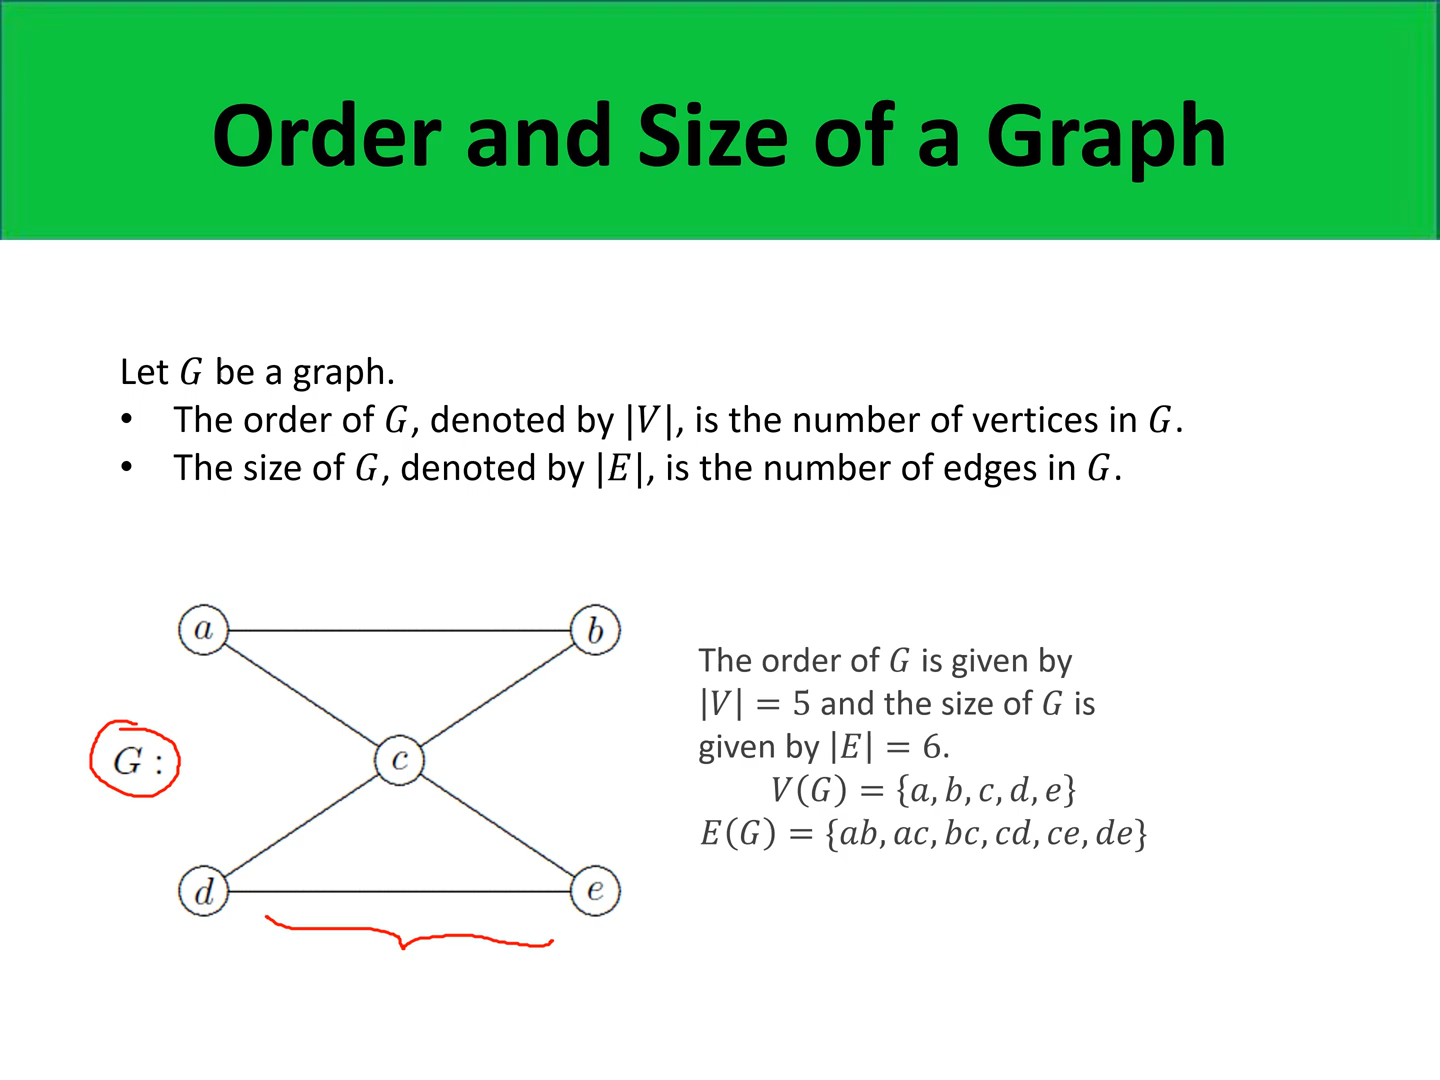 Order and Size of a Graph
Let G be a graph.
• The order of G, denoted by |V|, is the number of vertices in G.
• The size of G, denoted by |E|, is the number of edges in G.
a
b
The order of G is given by
|V| = 5 and the size of G is
given by |E| = 6.
V(G) = {a, b, c, d, e}
E(G) = {ab, ac, bc, cd, ce, de}
G :
c
d
e